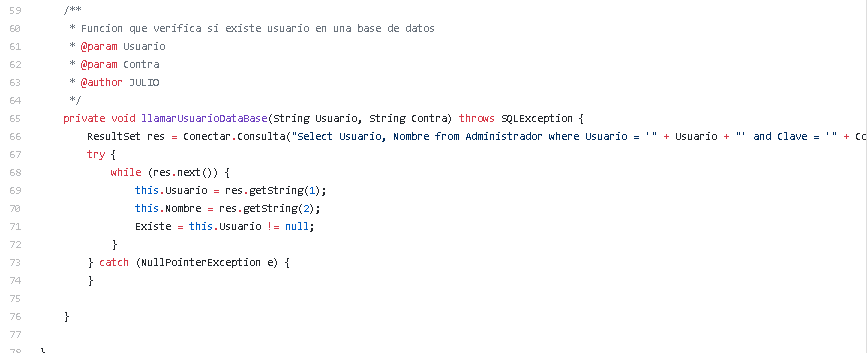 59 /**
60 * Funcion que verifica si existe usuario en una base de datos
61 * @param Usuario
62 * @param Contra
63 * @author JULIO
64 */
65 private void llamarUsuarioDataBase(String Usuario, String Contra) throws SQLException {
66 ResultSet res = Conectar.Consulta("Select Usuario, Nombre from Administrador where Usuario = '" + Usuario + "' and Clave = '" + Co
67 try {
68 while (res.next()) {
69 this.Usuario = res.getString(1);
70 this.Nombre = res.getString(2);
71 Existe = this.Usuario != null;
72 }
73 } catch (NullPointerException e) {
74 }
75
76 }
77
78 }